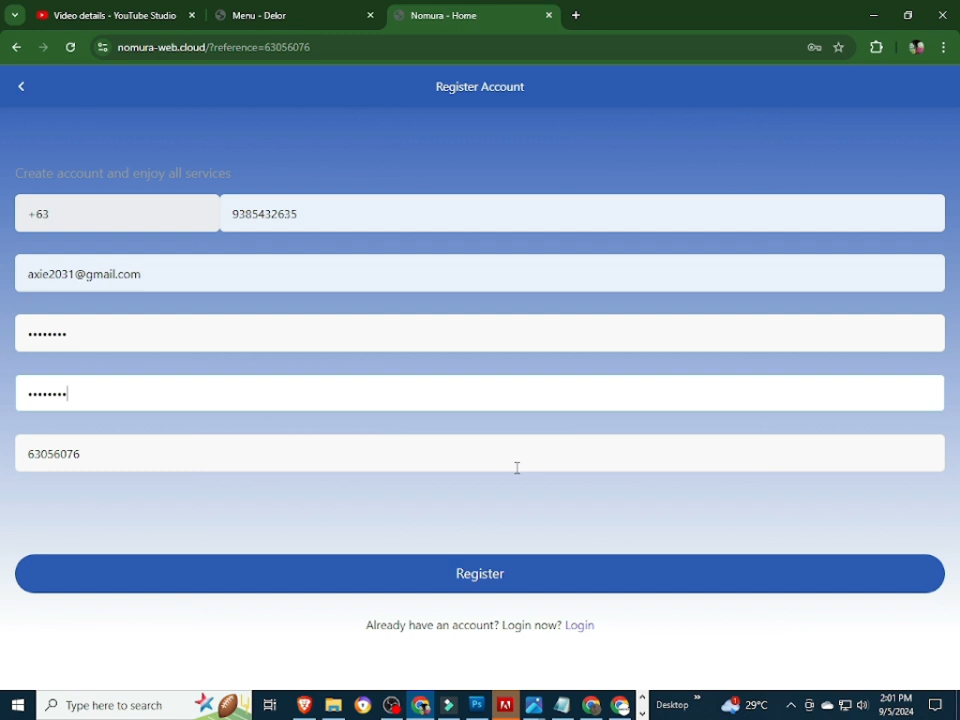 Video details - YouTube Studio
Menu - Delor
Nomura - Home
nomura-web.cloud/?reference=63056076
Register Account
Create account and enjoy all services
+63
9385432635
axie2031@gmail.com
••••••••
••••••••
63056076
Register
Already have an account? Login now? Login
Type here to search
Desktop
29°C
2:01 PM
9/5/2024